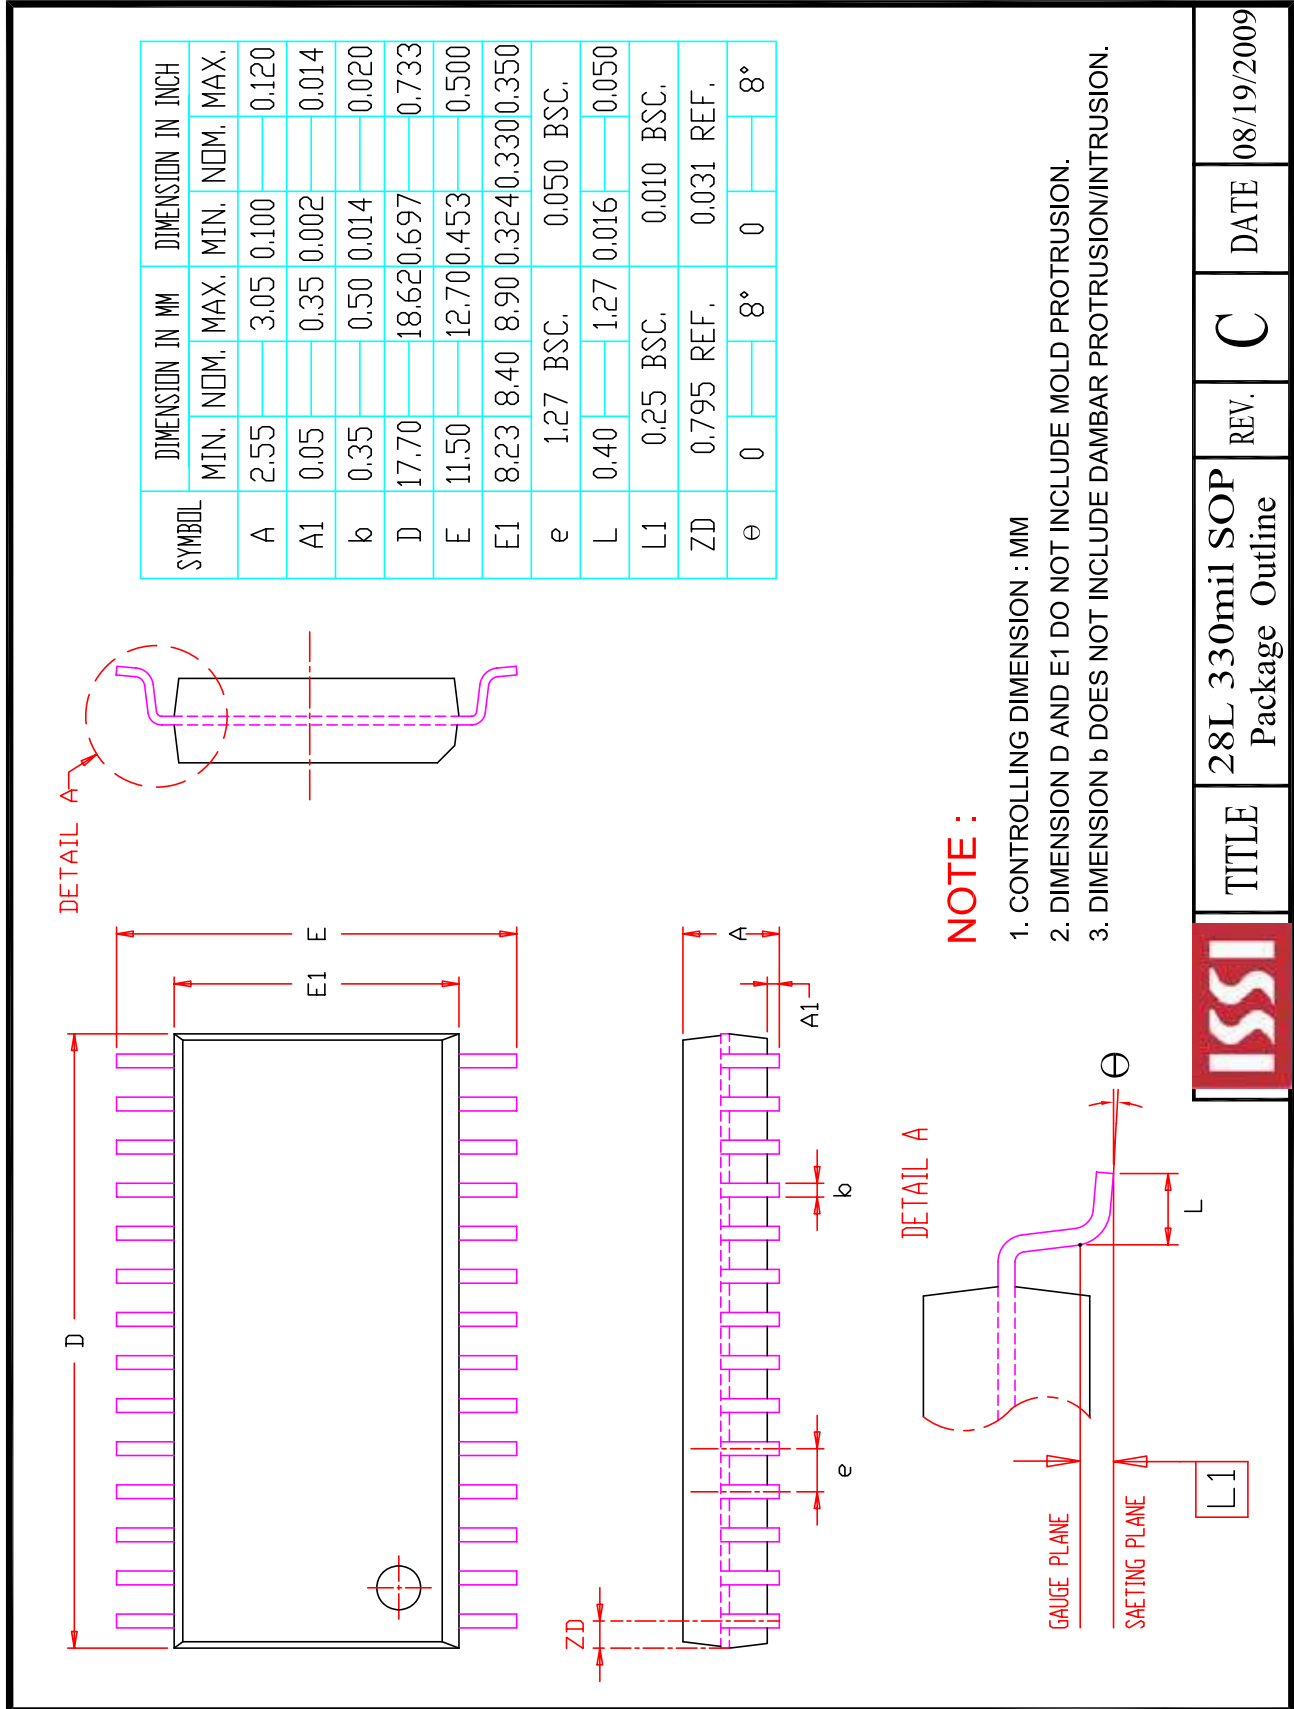 DETAIL A
D
E1
E
ZD
e
b
A
A1
SYMBOL DIMENSION IN MM DIMENSION IN INCH
MIN. NOM. MAX. MIN. NOM. MAX.
A 2.55 3.05 0.100 0.120
A1 0.05 0.35 0.002 0.014
b 0.35 0.50 0.014 0.020
D 17.70 18.62 0.697 0.733
E 11.50 12.70 0.453 0.500
E1 8.23 8.40 8.90 0.324 0.330 0.350
e 1.27 BSC. 0.050 BSC.
L 0.40 1.27 0.016 0.050
L1 0.25 BSC. 0.010 BSC.
ZD 0.795 REF. 0.031 REF.
Θ 0 8° 0 8°
DETAIL A
GAUGE PLANE
SAETING PLANE
L1
L
Θ
NOTE :
1. CONTROLLING DIMENSION : MM
2. DIMENSION D AND E1 DO NOT INCLUDE MOLD PROTRUSION.
3. DIMENSION b DOES NOT INCLUDE DAMBAR PROTRUSION/INTRUSION.
ISSI
TITLE
28L 330mil SOP
Package Outline
REV.
C
DATE
08/19/2009